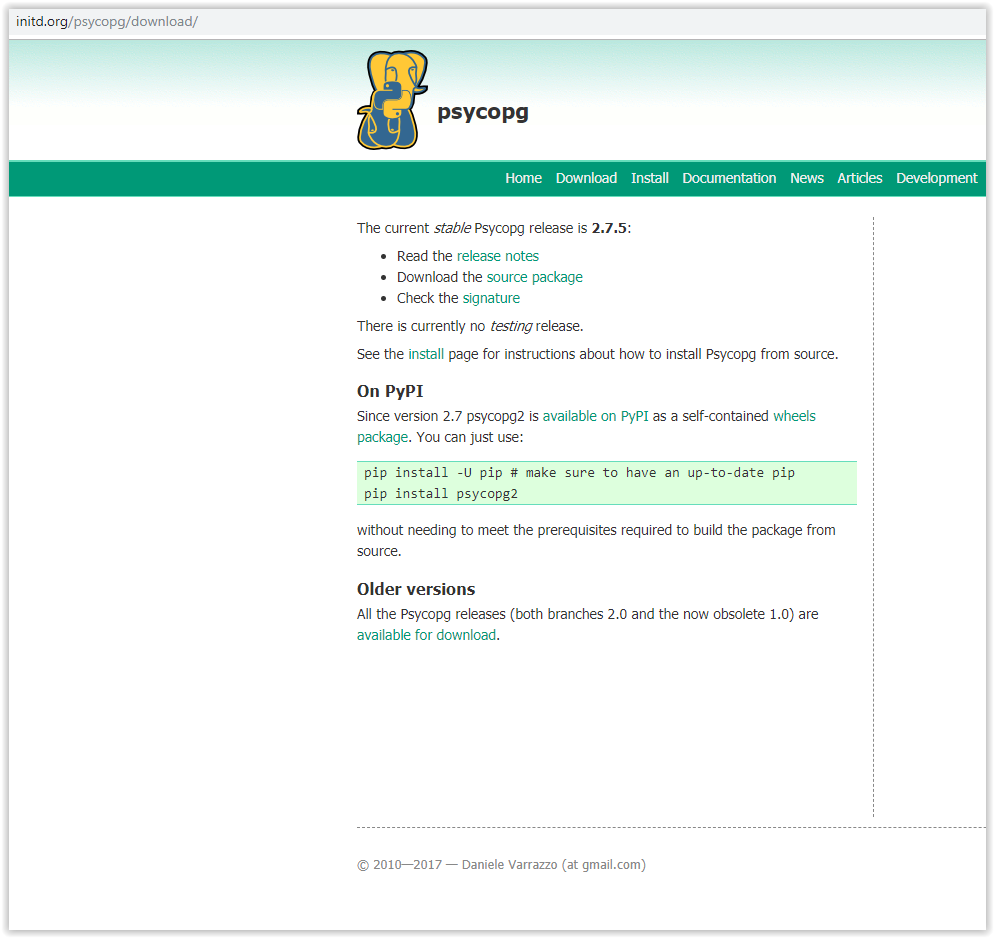 initd.org/psycopg/download/
psycopg
Home Download Install Documentation News Articles Development
The current stable Psycopg release is 2.7.5:
• Read the release notes
• Download the source package
• Check the signature
There is currently no testing release.
See the install page for instructions about how to install Psycopg from source.
On PyPI
Since version 2.7 psycopg2 is available on PyPI as a self-contained wheels
package. You can just use:
pip install -U pip # make sure to have an up-to-date pip
pip install psycopg2
without needing to meet the prerequisites required to build the package from
source.
Older versions
All the Psycopg releases (both branches 2.0 and the now obsolete 1.0) are
available for download.
© 2010—2017 — Daniele Varrazzo (at gmail.com)